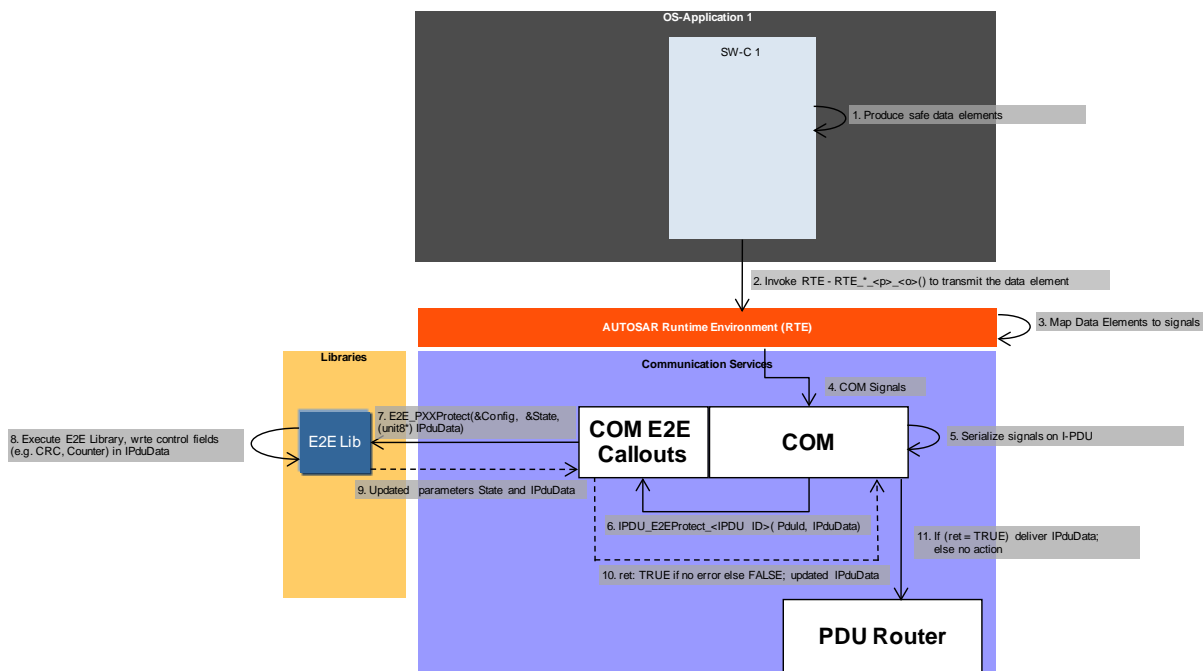 OS-Application 1
SW-C 1
1. Produce safe data elements
2. Invoke RTE - RTE_*_<p>_<o>() to transmit the data element
AUTOSAR Runtime Environment (RTE)
3. Map Data Elements to signals
Libraries
Communication Services
4. COM Signals
7. E2E_PXXProtect(&Config, &State,
(unit8*) IPduData)
8. Execute E2E Library, wrte control fields
(e.g. CRC, Counter) in IPduData
E2E Lib
COM E2E
Callouts
COM
5. Serialize signals on I-PDU
9. Updated parameters State and IPduData
6. IPDU_E2EProtect_<IPDU ID>( PduId, IPduData)
11. If (ret = TRUE) deliver IPduData;
else no action
10. ret: TRUE if no error else FALSE; updated IPduData
PDU Router